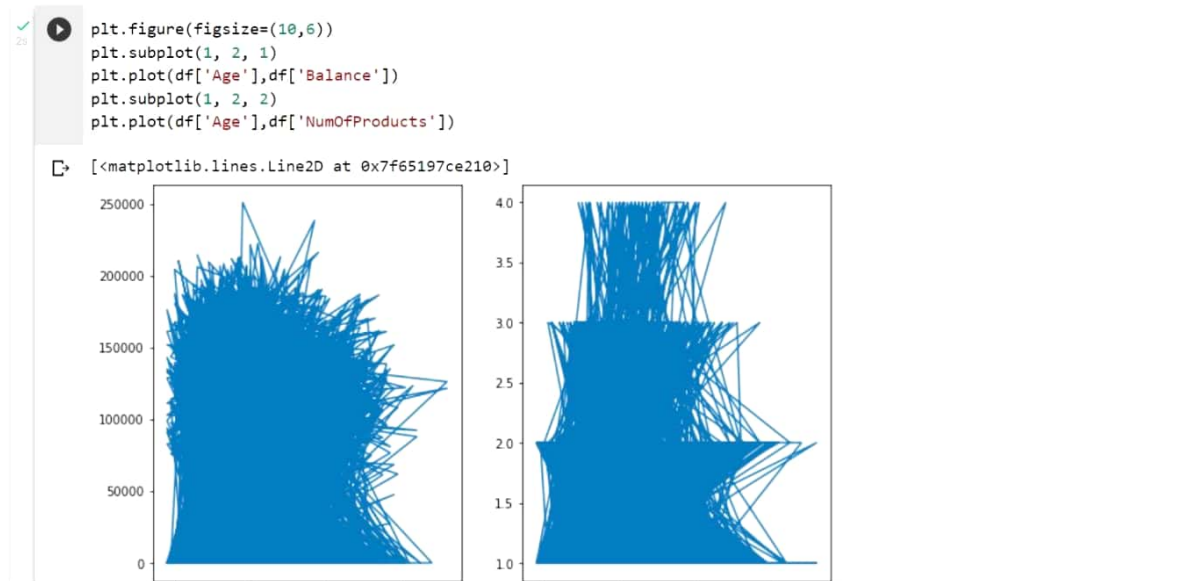 plt.figure(figsize=(10,6))
2s
plt.subplot(1, 2, 1)
plt.plot(df['Age'],df['Balance'])
plt.subplot(1, 2, 2)
plt.plot(df['Age'],df['NumOfProducts'])
[<matplotlib.lines.Line2D at 0x7f65197ce210>]
250000
200000
150000
100000
50000
0
4.0
3.5
3.0
2.5
2.0
1.5
1.0